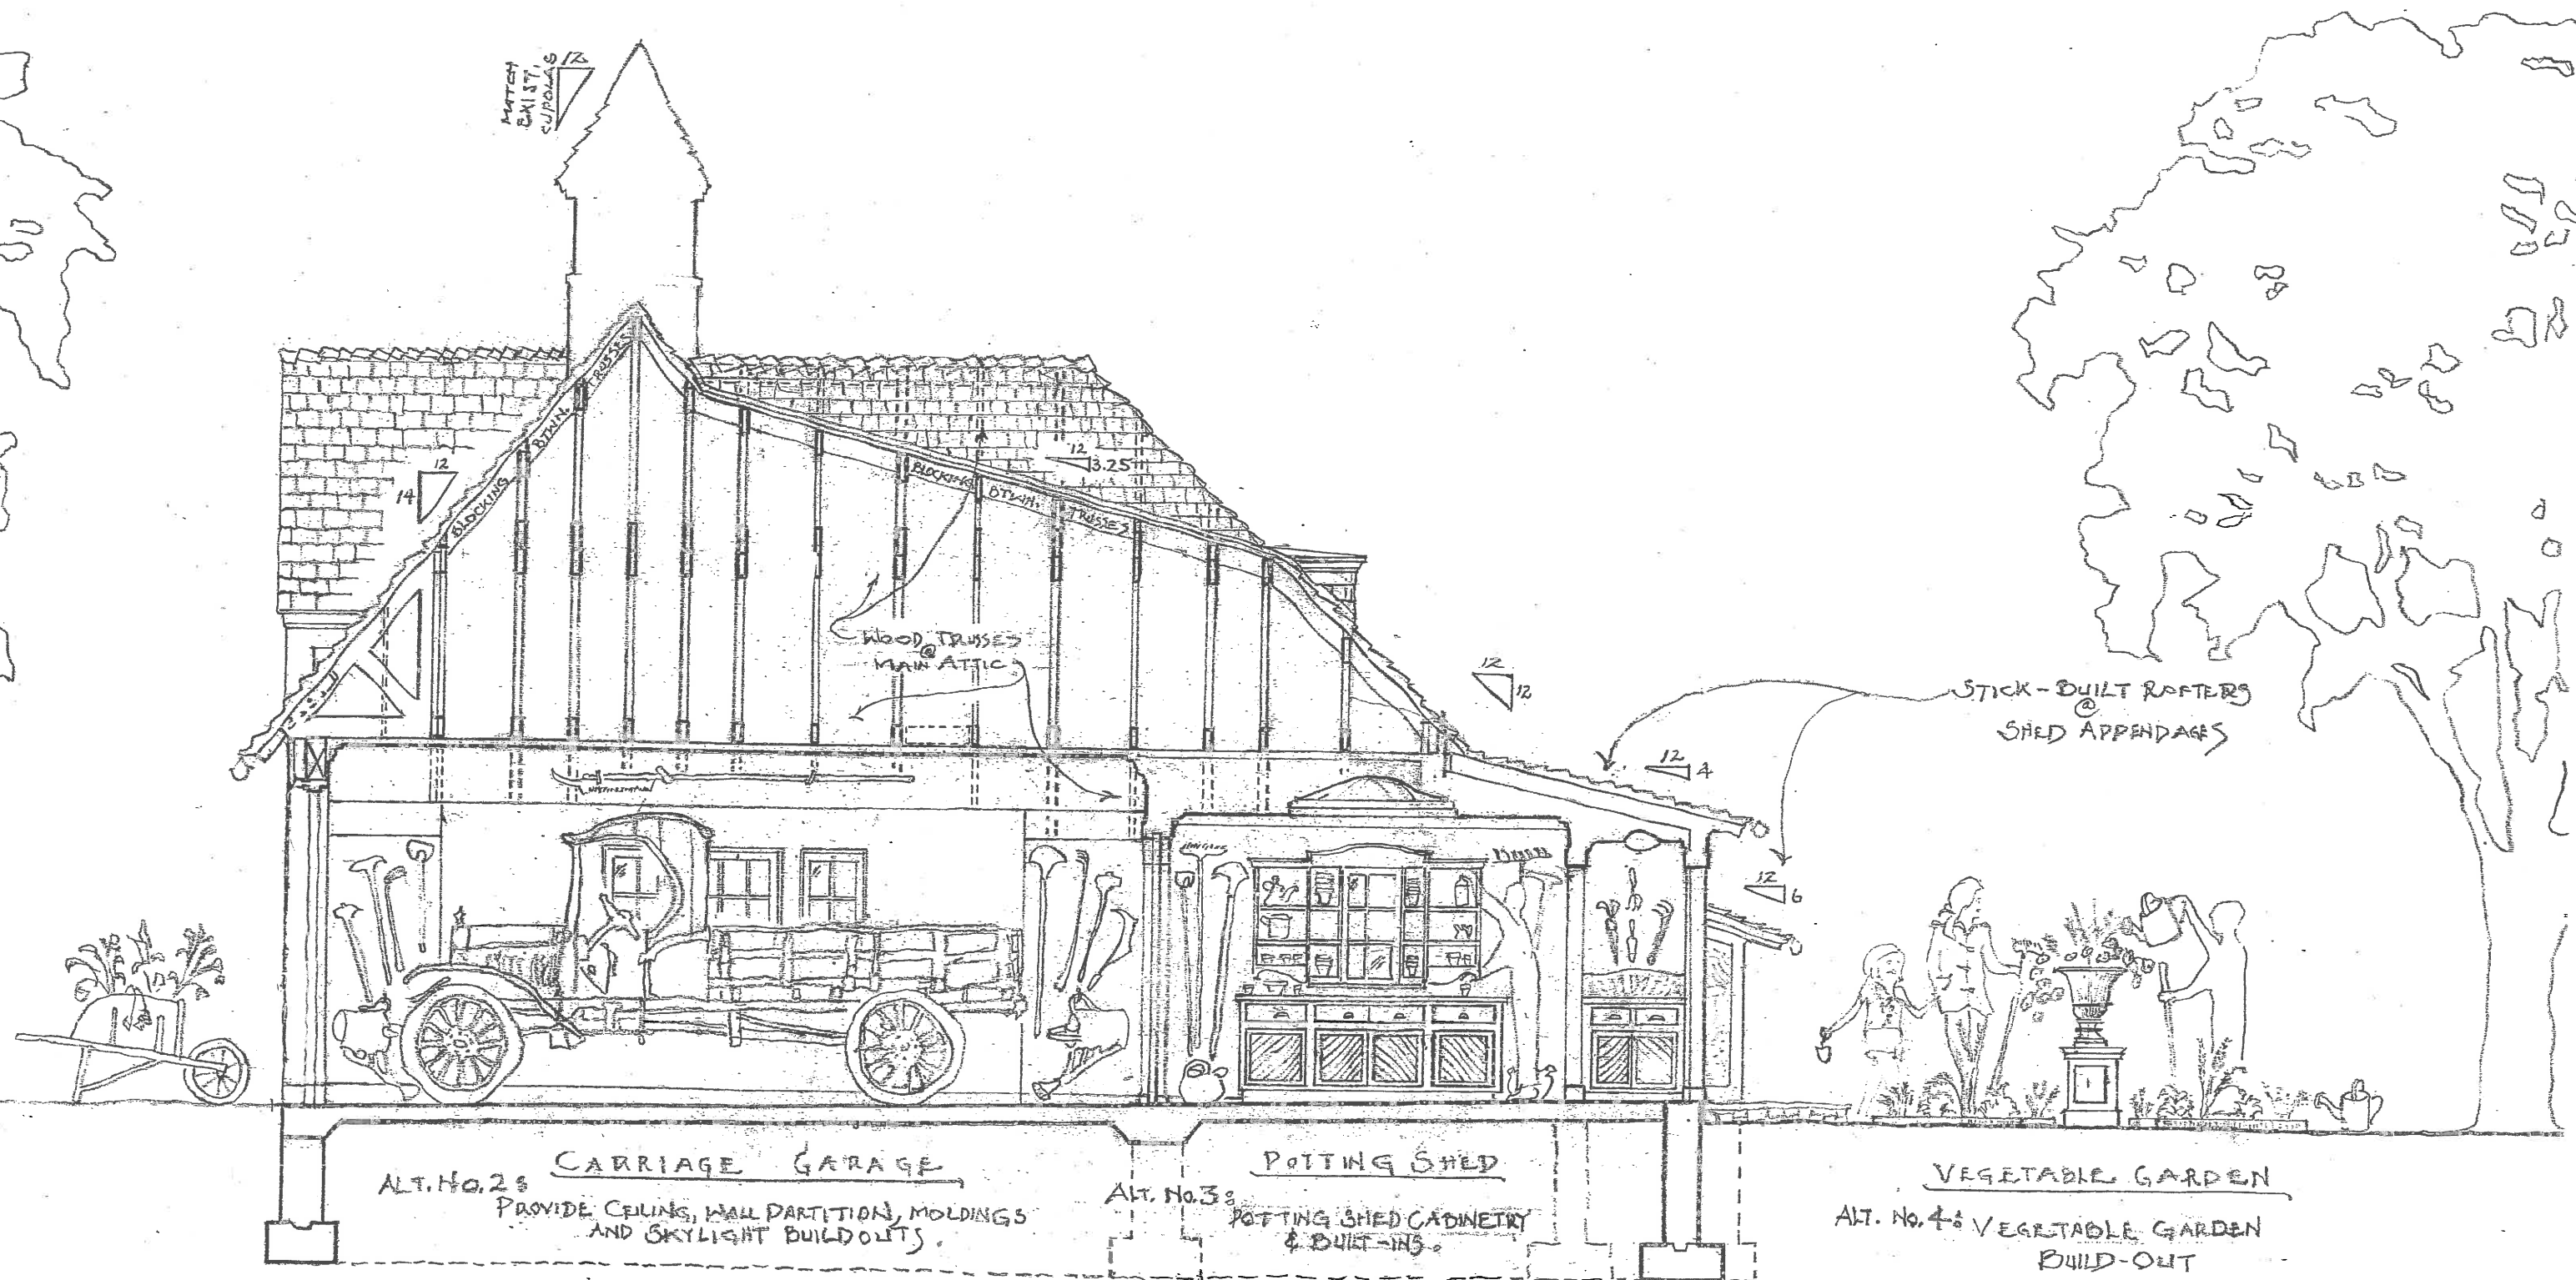 MATCH
EXIST.
CUPOLAS
12
BLOCKING BTWN. TRUSSES
12
14
12
3.25
BLOCKING BTWN. TRUSSES
WOOD TRUSSES
@
MAIN ATTIC
12
12
STICK-BUILT RAFTERS
@
SHED APPENDAGES
12
4
12
6
CARRIAGE GARAGE
ALT. NO. 2:
PROVIDE CEILING, WALL PARTITION, MOLDINGS
AND SKYLIGHT BUILDOUTS.
POTTING SHED
ALT. NO. 3:
POTTING SHED CABINETRY
& BUILT-INS.
VEGETABLE GARDEN
ALT. NO. 4: VEGETABLE GARDEN
BUILD-OUT